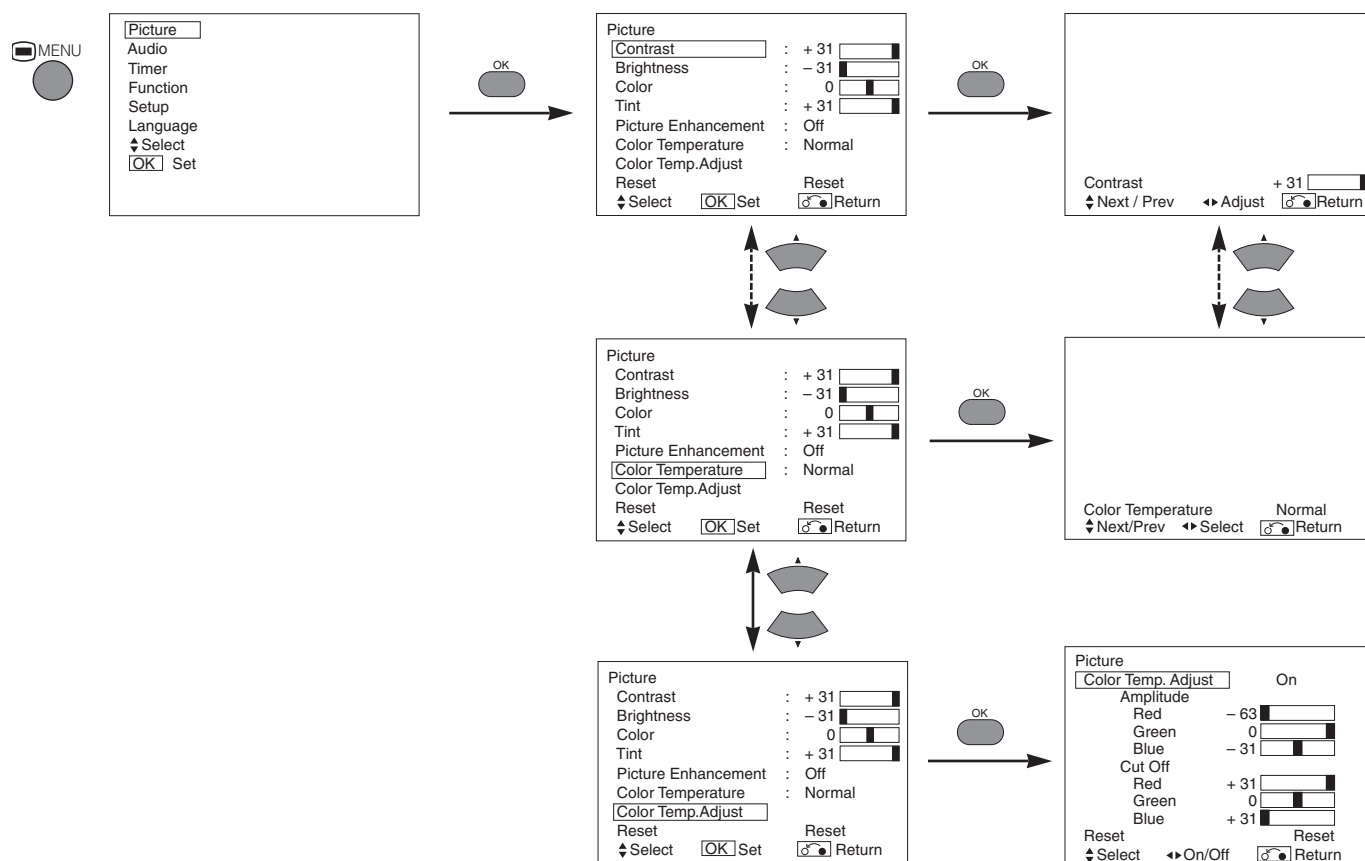 MENU
Picture
Audio
Timer
Function
Setup
Language
Select
OK Set
OK
Picture
Contrast : + 31
Brightness : – 31
Color : 0
Tint : + 31
Picture Enhancement : Off
Color Temperature : Normal
Color Temp.Adjust
Reset Reset
Select OK Set Return
OK
Contrast + 31
Next / Prev Adjust Return
Picture
Contrast : + 31
Brightness : – 31
Color : 0
Tint : + 31
Picture Enhancement : Off
Color Temperature : Normal
Color Temp.Adjust
Reset Reset
Select OK Set Return
OK
Color Temperature Normal
Next/Prev Select Return
Picture
Contrast : + 31
Brightness : – 31
Color : 0
Tint : + 31
Picture Enhancement : Off
Color Temperature : Normal
Color Temp.Adjust
Reset Reset
Select OK Set Return
OK
Picture
Color Temp. Adjust On
Amplitude
Red – 63
Green 0
Blue – 31
Cut Off
Red + 31
Green 0
Blue + 31
Reset Reset
Select On/Off Return